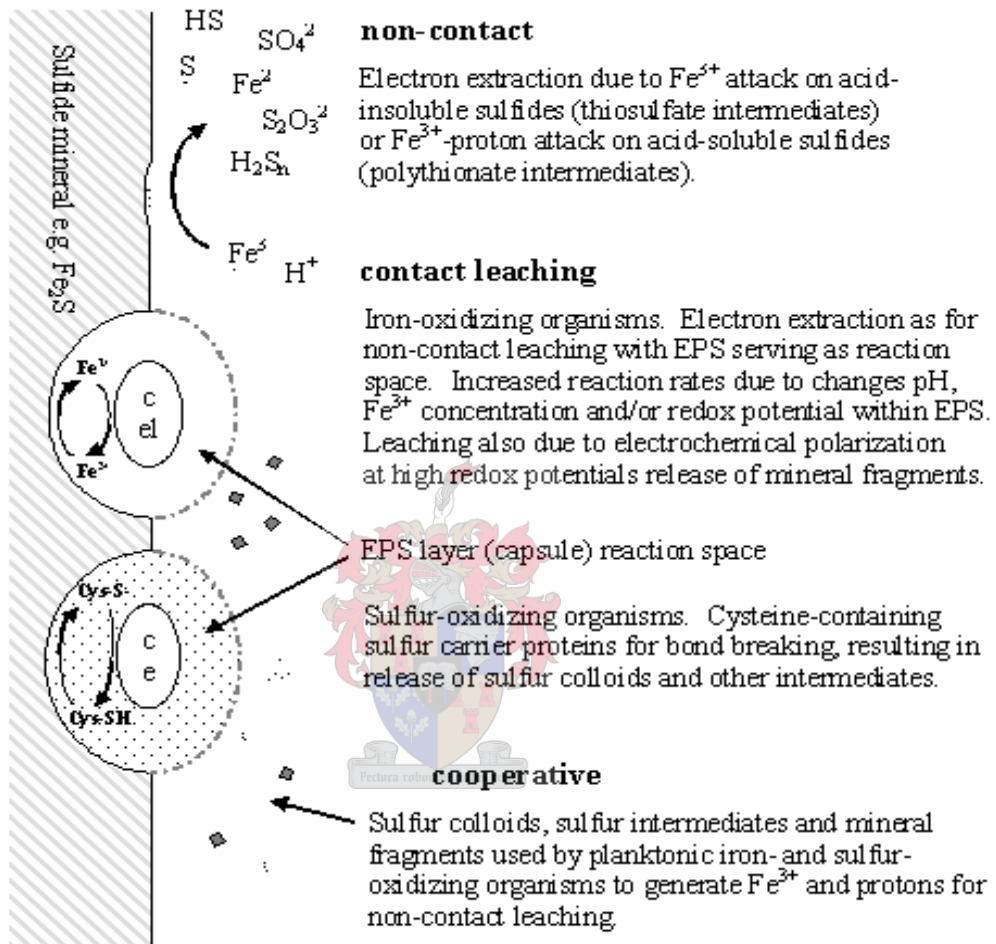 HS
SO₄²
S
Fe²
S₂O₃²
H₂Sₙ
Fe³
H⁺
Sulfide mineral e.g. Fe₂S
non-contact
Electron extraction due to Fe³⁺ attack on acid-
insoluble sulfides (thiosulfate intermediates)
or Fe³⁺-proton attack on acid-soluble sulfides
(polythionate intermediates).
contact leaching
Iron-oxidizing organisms. Electron extraction as for
non-contact leaching with EPS serving as reaction
space. Increased reaction rates due to changes pH,
Fe³⁺ concentration and/or redox potential within EPS.
Leaching also due to electrochemical polarization
at high redox potentials release of mineral fragments.
c
el
EPS layer (capsule) reaction space
Sulfur-oxidizing organisms. Cysteine-containing
sulfur carrier proteins for bond breaking, resulting in
release of sulfur colloids and other intermediates.
Cys-S-
c
e
Cys-SH
Pectura
cooperative
Sulfur colloids, sulfur intermediates and mineral
fragments used by planktonic iron- and sulfur-
oxidizing organisms to generate Fe³⁺ and protons for
non-contact leaching.